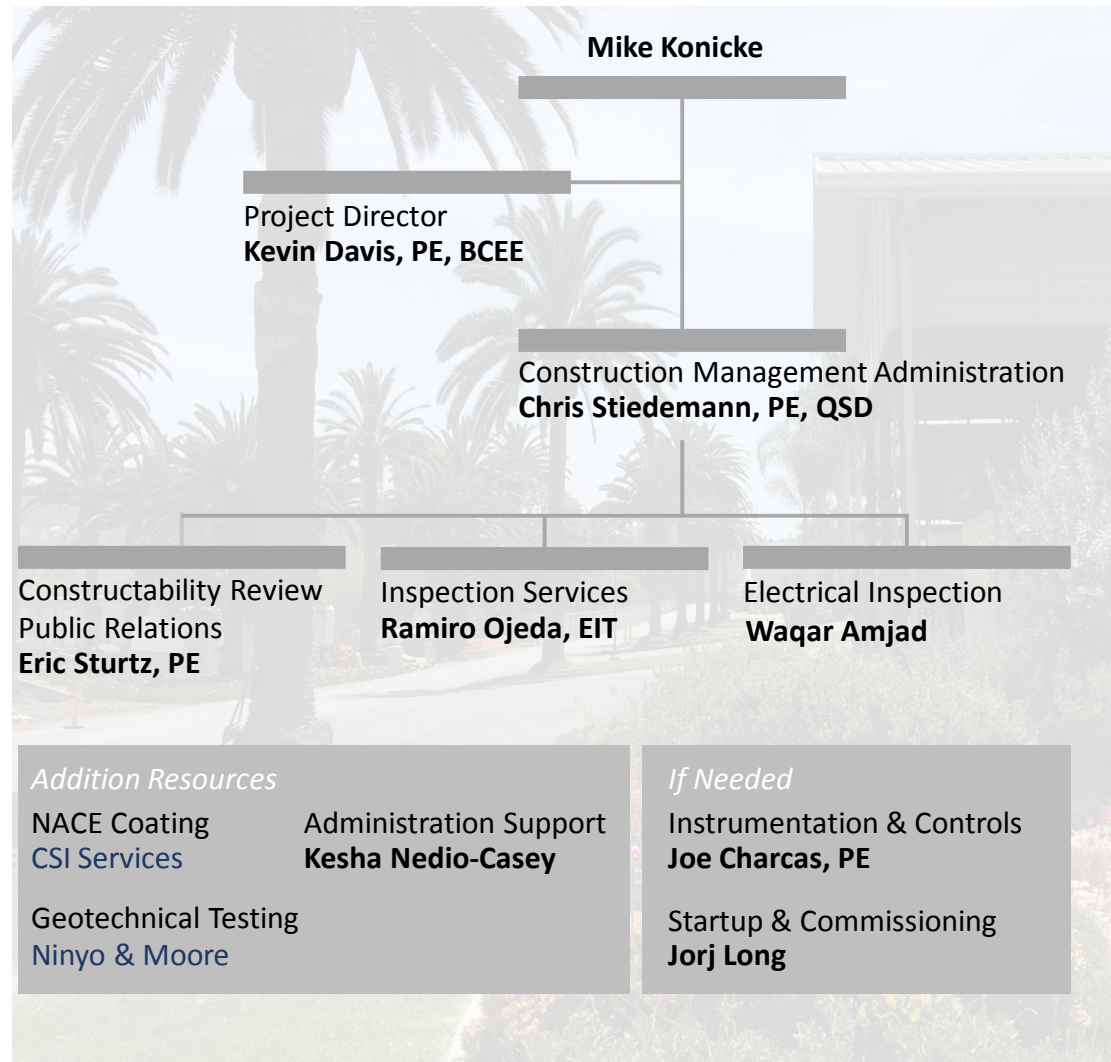 Mike Konicke
Project Director
Kevin Davis, PE, BCEE
Construction Management Administration
Chris Stiedemann, PE, QSD
Constructability Review
Public Relations
Eric Sturtz, PE
Inspection Services
Ramiro Ojeda, EIT
Electrical Inspection
Waqar Amjad
Addition Resources
NACE Coating
CSI Services
Administration Support
Kesha Nedio-Casey
Geotechnical Testing
Ninyo & Moore
If Needed
Instrumentation & Controls
Joe Charcas, PE
Startup & Commissioning
Jorj Long